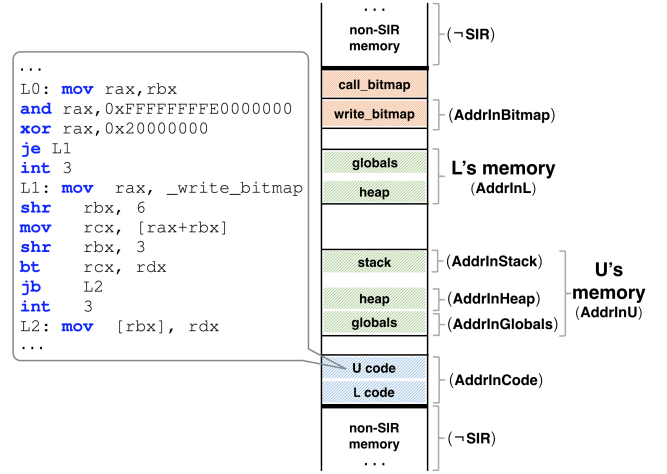 ...
L0: mov rax,rbx
and rax,0xFFFFFFFFE0000000
xor rax,0x20000000
je L1
int 3
L1: mov rax, _write_bitmap
shr rbx, 6
mov rcx, [rax+rbx]
shr rbx, 3
bt rcx, rdx
jb L2
int 3
L2: mov [rbx], rdx
...
...
non-SIR
memory
(¬SIR)
call_bitmap
write_bitmap
(AddrInBitmap)
globals
heap
L's memory
(AddrInL)
stack
(AddrInStack)
heap
(AddrInHeap)
globals
(AddrInGlobals)
U's
memory
(AddrInU)
U code
L code
(AddrInCode)
non-SIR
memory
...
(¬SIR)